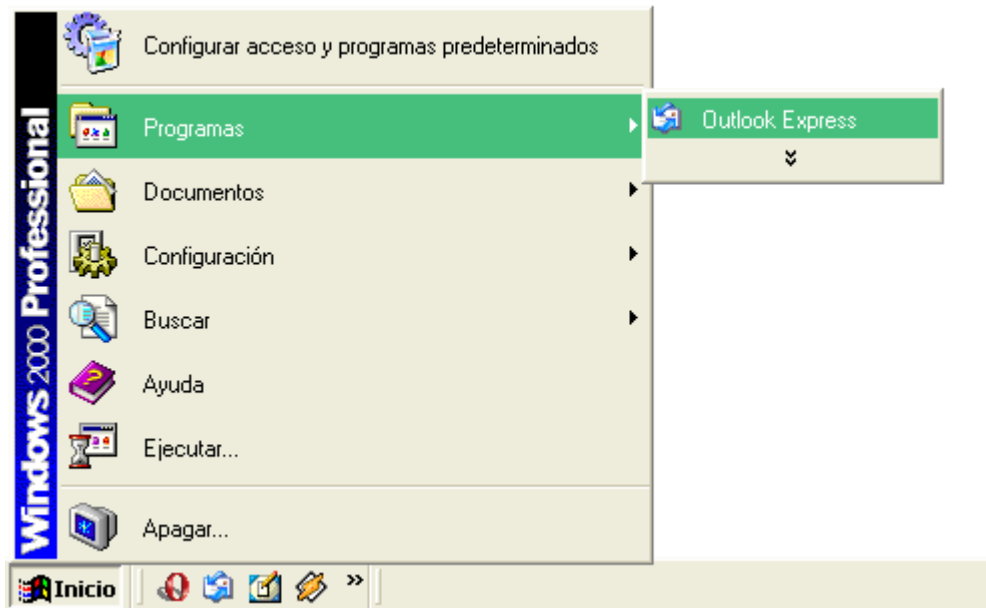 Configurar acceso y programas predeterminados
Programas
Outlook Express
Documentos
Configuración
Buscar
Ayuda
Ejecutar...
Apagar...
Windows 2000 Professional
Inicio